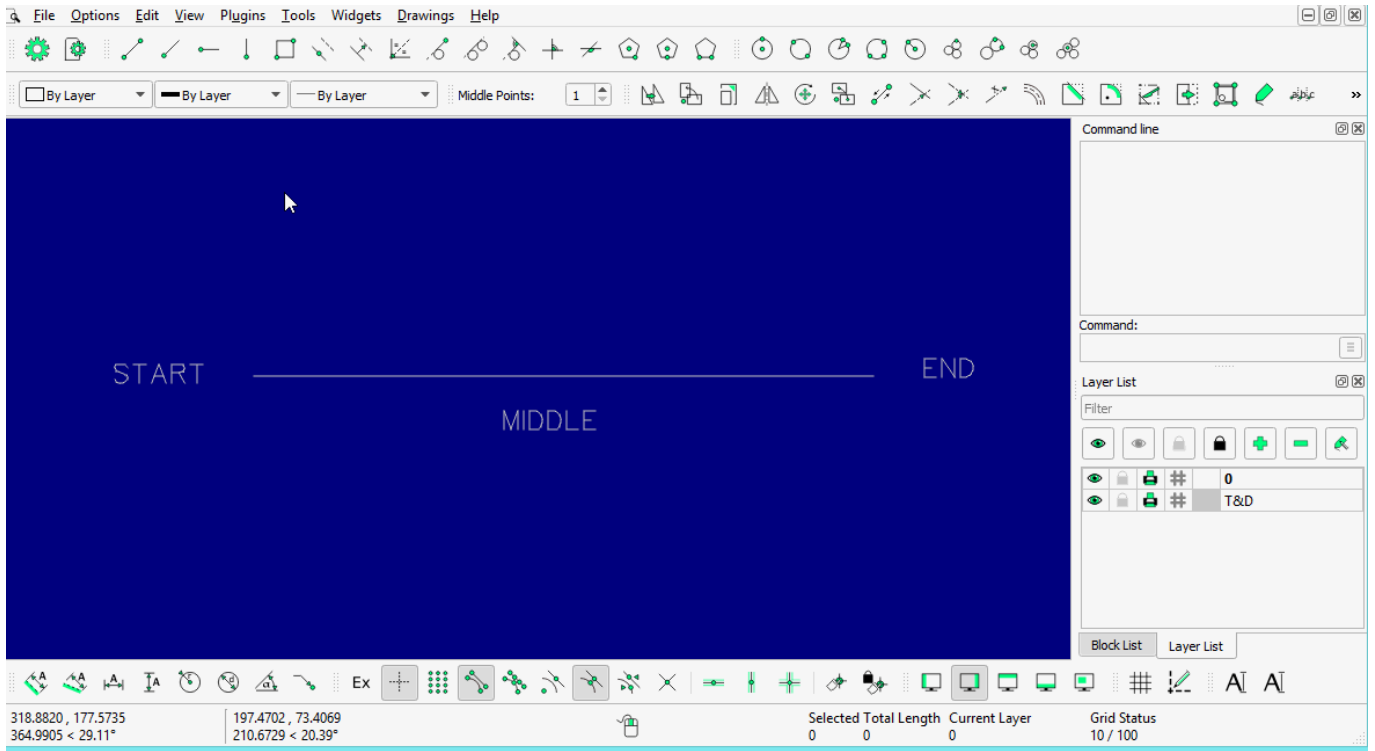 File Options Edit View Plugins Tools Widgets Drawings Help
By Layer By Layer By Layer Middle Points: 1 abc »
Command line
START END
MIDDLE
Command:
Layer List
Filter
0
T&D
Block List Layer List
A A A d α Ex A A
318.8820 , 177.5735 197.4702 , 73.4069 Selected Total Length Current Layer Grid Status
364.9905 < 29.11° 210.6729 < 20.39° 0 0 0 10 / 100